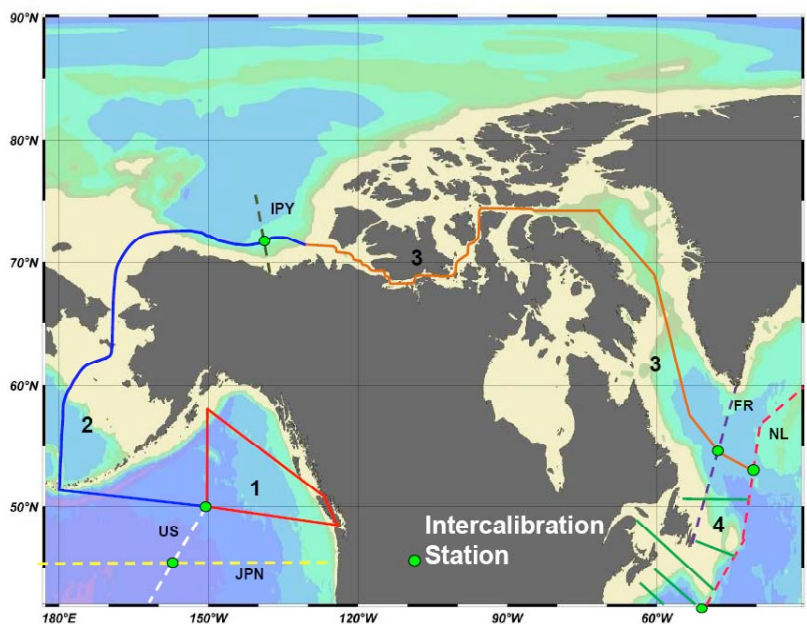 90°N
80°N
IPY
3
70°N
3
60°N
FR
2
NL
1
50°N
Intercalibration
Station
4
US
JPN
180°E
150°W
120°W
90°W
60°W